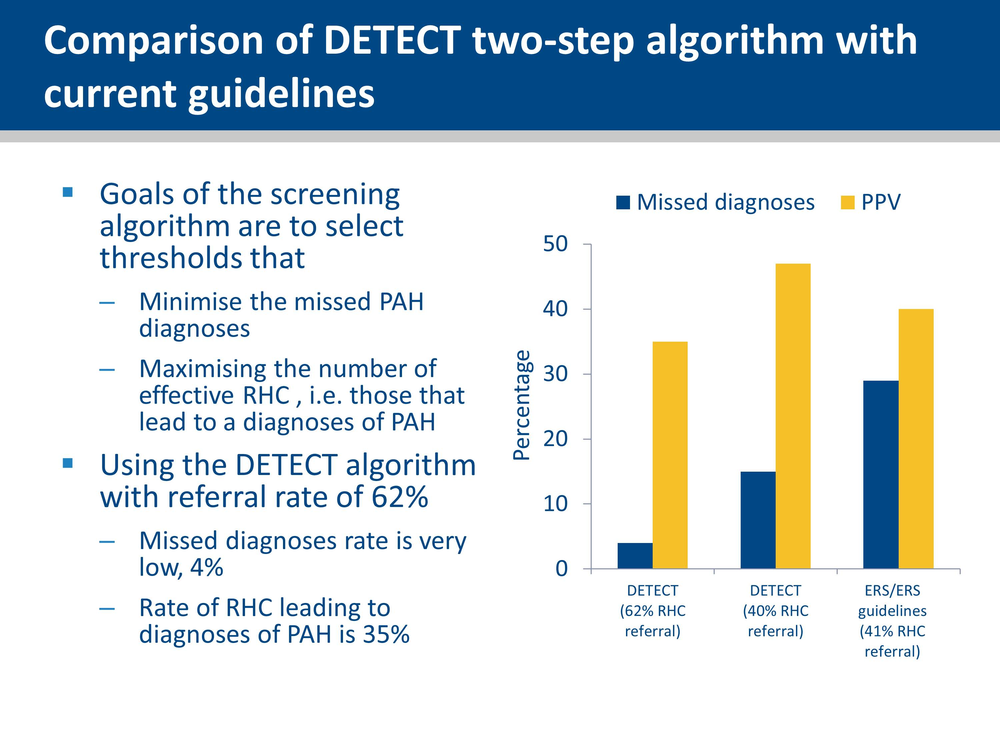 Comparison of DETECT two-step algorithm with
current guidelines
▪ Goals of the screening
algorithm are to select
thresholds that
– Minimise the missed PAH
diagnoses
– Maximising the number of
effective RHC , i.e. those that
lead to a diagnoses of PAH
▪ Using the DETECT algorithm
with referral rate of 62%
– Missed diagnoses rate is very
low, 4%
– Rate of RHC leading to
diagnoses of PAH is 35%
Missed diagnoses PPV
Percentage
50
40
30
20
10
0
DETECT
(62% RHC
referral)
DETECT
(40% RHC
referral)
ERS/ERS
guidelines
(41% RHC
referral)